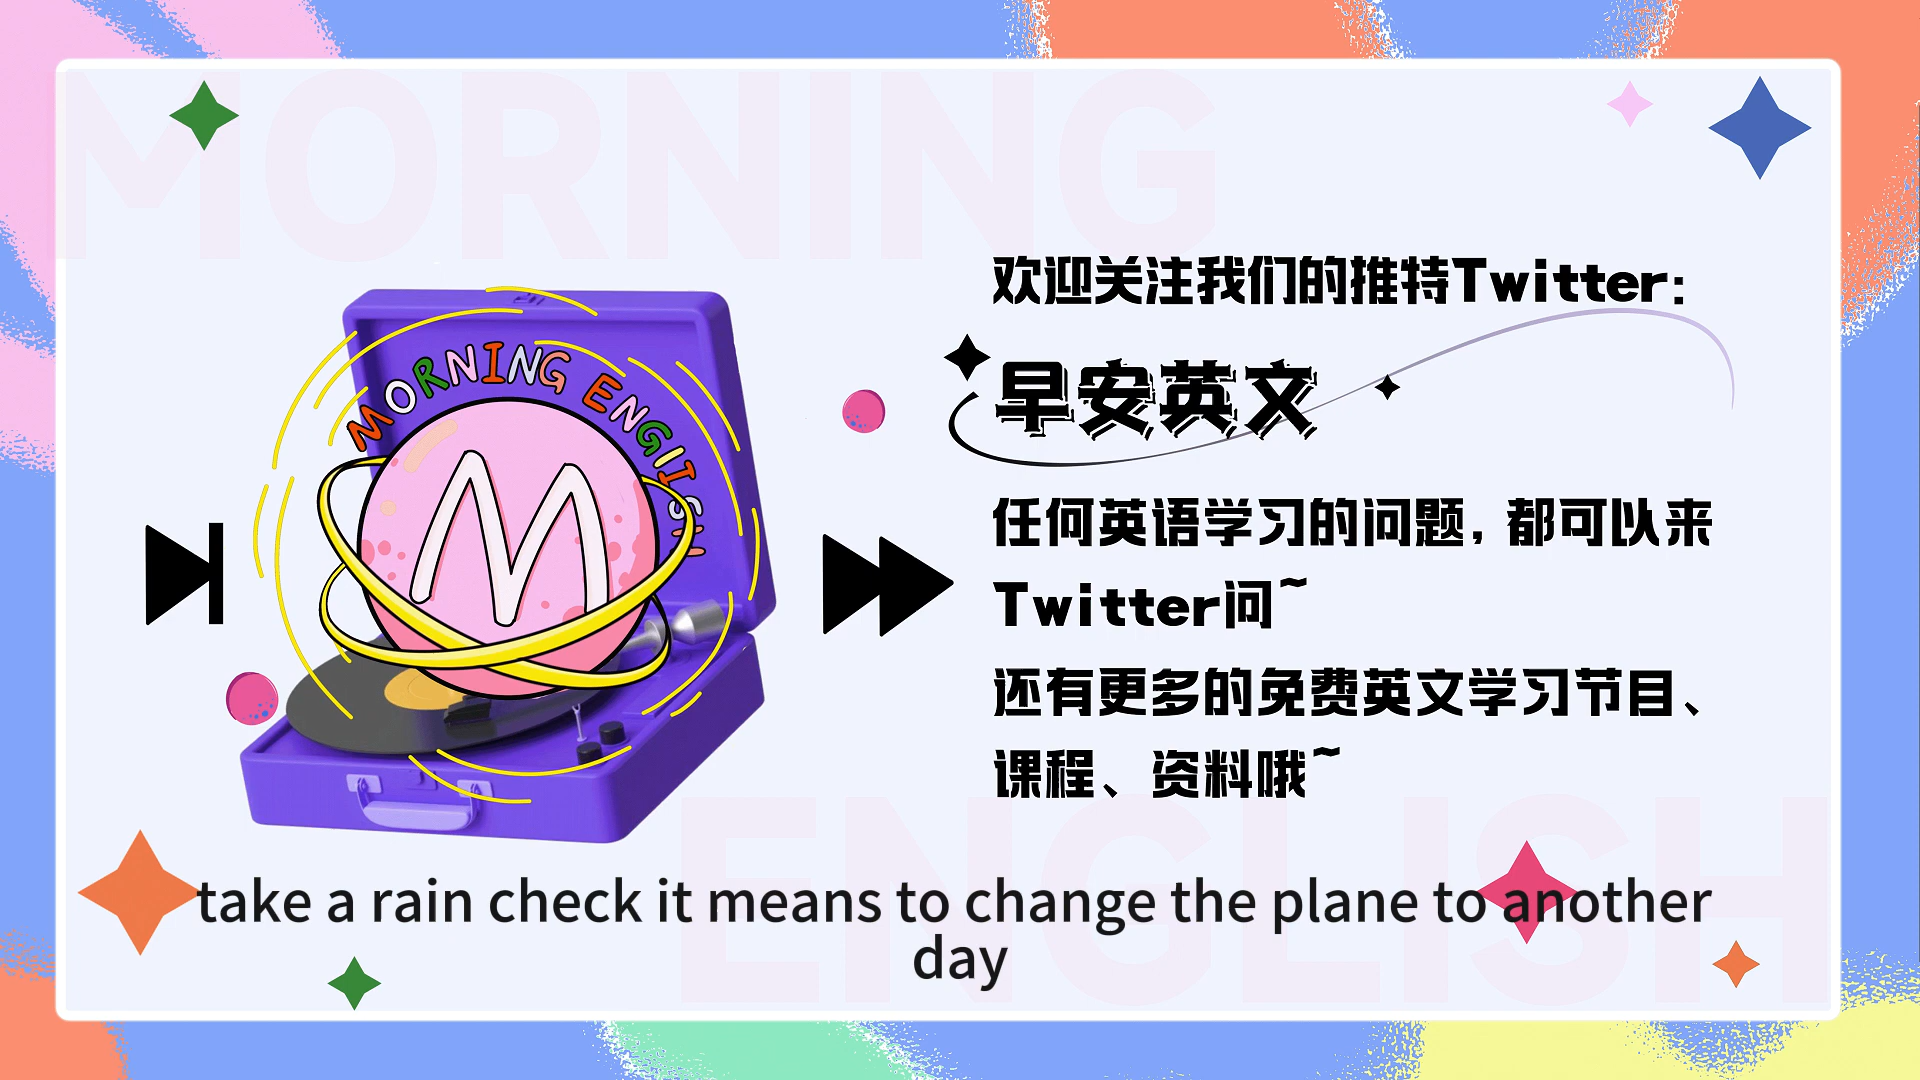 MORNING
MORNING ENGlISH
M
欢迎关注我们的推特Twitter:
早安英文
任何英语学习的问题,都可以来
Twitter问~
还有更多的免费英文学习节目、
课程、资料哦~
ENGLISH
take a rain check it means to change the plane to another
day